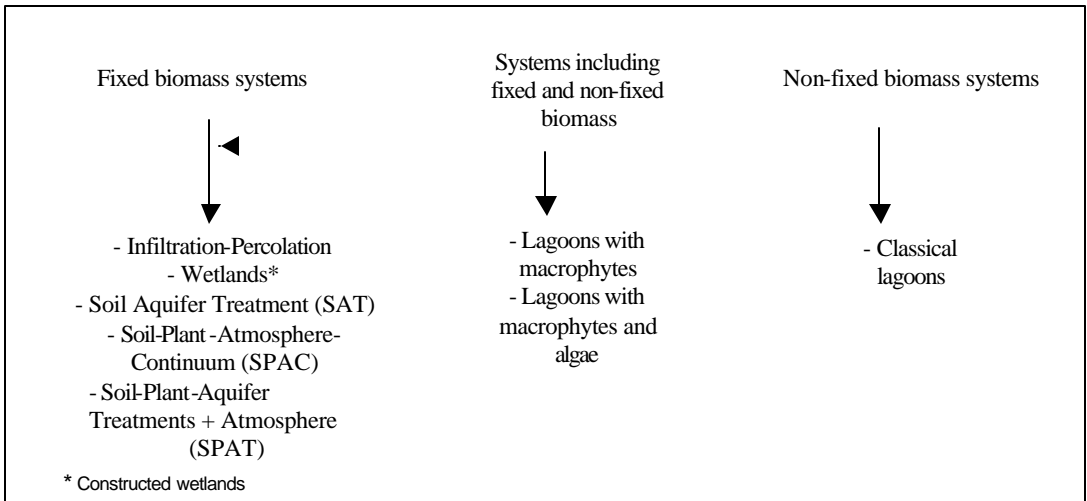 Fixed biomass systems
- Infiltration-Percolation
- Wetlands*
- Soil Aquifer Treatment (SAT)
- Soil-Plant-Atmosphere-
Continuum (SPAC)
- Soil-Plant-Aquifer
Treatments + Atmosphere
(SPAT)
* Constructed wetlands
Systems including
fixed and non-fixed
biomass
- Lagoons with
macrophytes
- Lagoons with
macrophytes and
algae
Non-fixed biomass systems
- Classical
lagoons